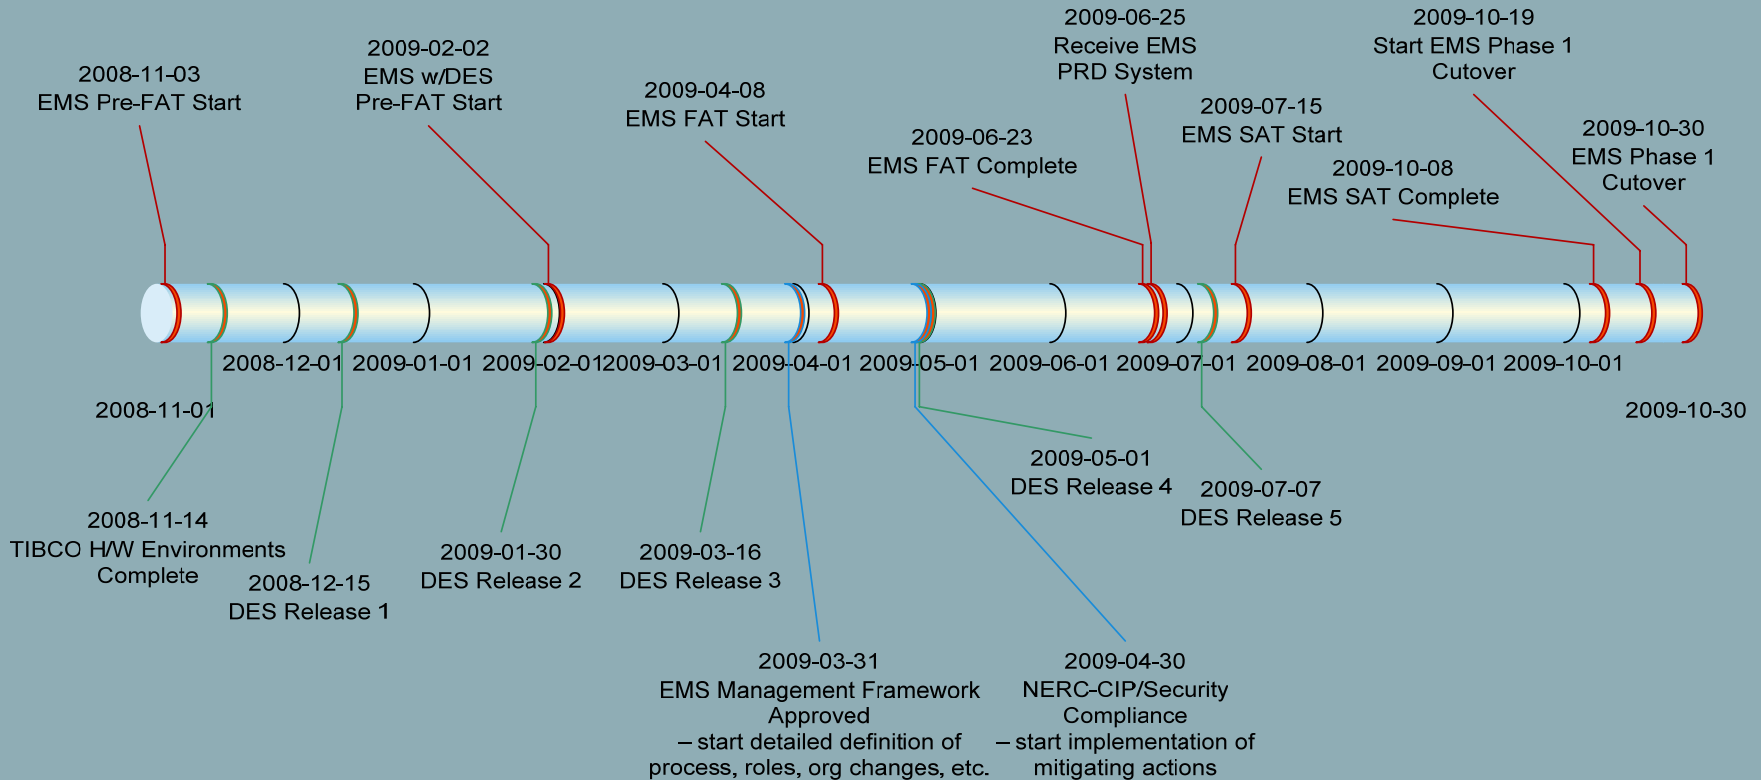 2008-11-03
EMS Pre-FAT Start
2009-02-02
EMS w/DES
Pre-FAT Start
2009-04-08
EMS FAT Start
2009-06-23
EMS FAT Complete
2009-06-25
Receive EMS
PRD System
2009-07-15
EMS SAT Start
2009-10-08
EMS SAT Complete
2009-10-19
Start EMS Phase 1
Cutover
2009-10-30
EMS Phase 1
Cutover
2008-11-01
2008-12-01
2009-01-01
2009-02-01
2009-03-01
2009-04-01
2009-05-01
2009-06-01
2009-07-01
2009-08-01
2009-09-01
2009-10-01
2009-10-30
2008-11-14
TIBCO H/W Environments
Complete
2008-12-15
DES Release 1
2009-01-30
DES Release 2
2009-03-16
DES Release 3
2009-03-31
EMS Management Framework
Approved
– start detailed definition of
process, roles, org changes, etc.
2009-04-30
NERC-CIP/Security
Compliance
– start implementation of
mitigating actions
2009-05-01
DES Release 4
2009-07-07
DES Release 5